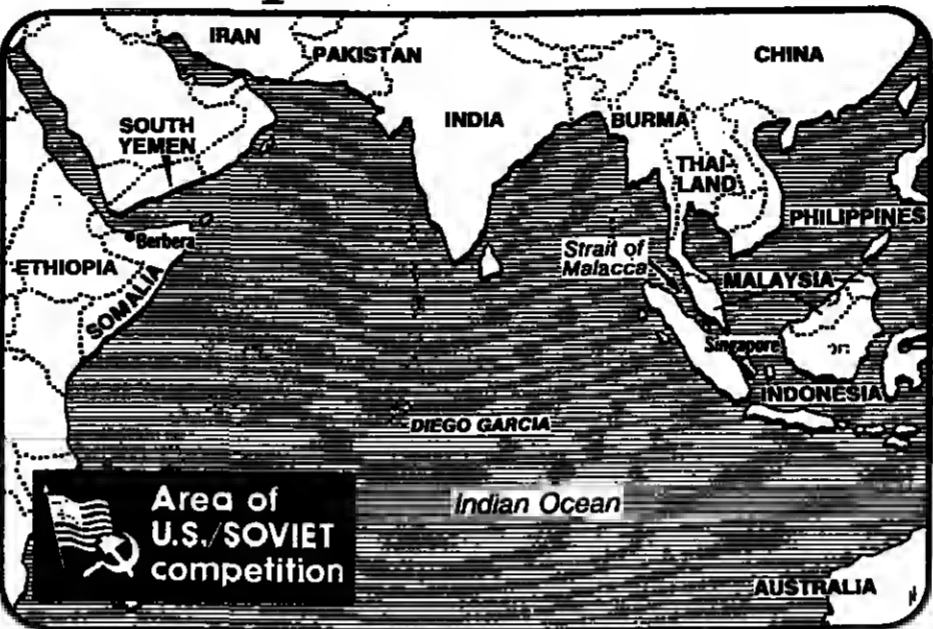 IRAN
PAKISTAN
CHINA
SOUTH
YEMEN
INDIA
BURMA
THAI-
LAND
PHILIPPINES
Berbera
Strait of
Malacca
ETHIOPIA
MALAYSIA
SOMALIA
Singapore
INDONESIA
DIEGO GARCIA
Area of
U.S./SOVIET
competition
Indian Ocean
AUSTRALIA